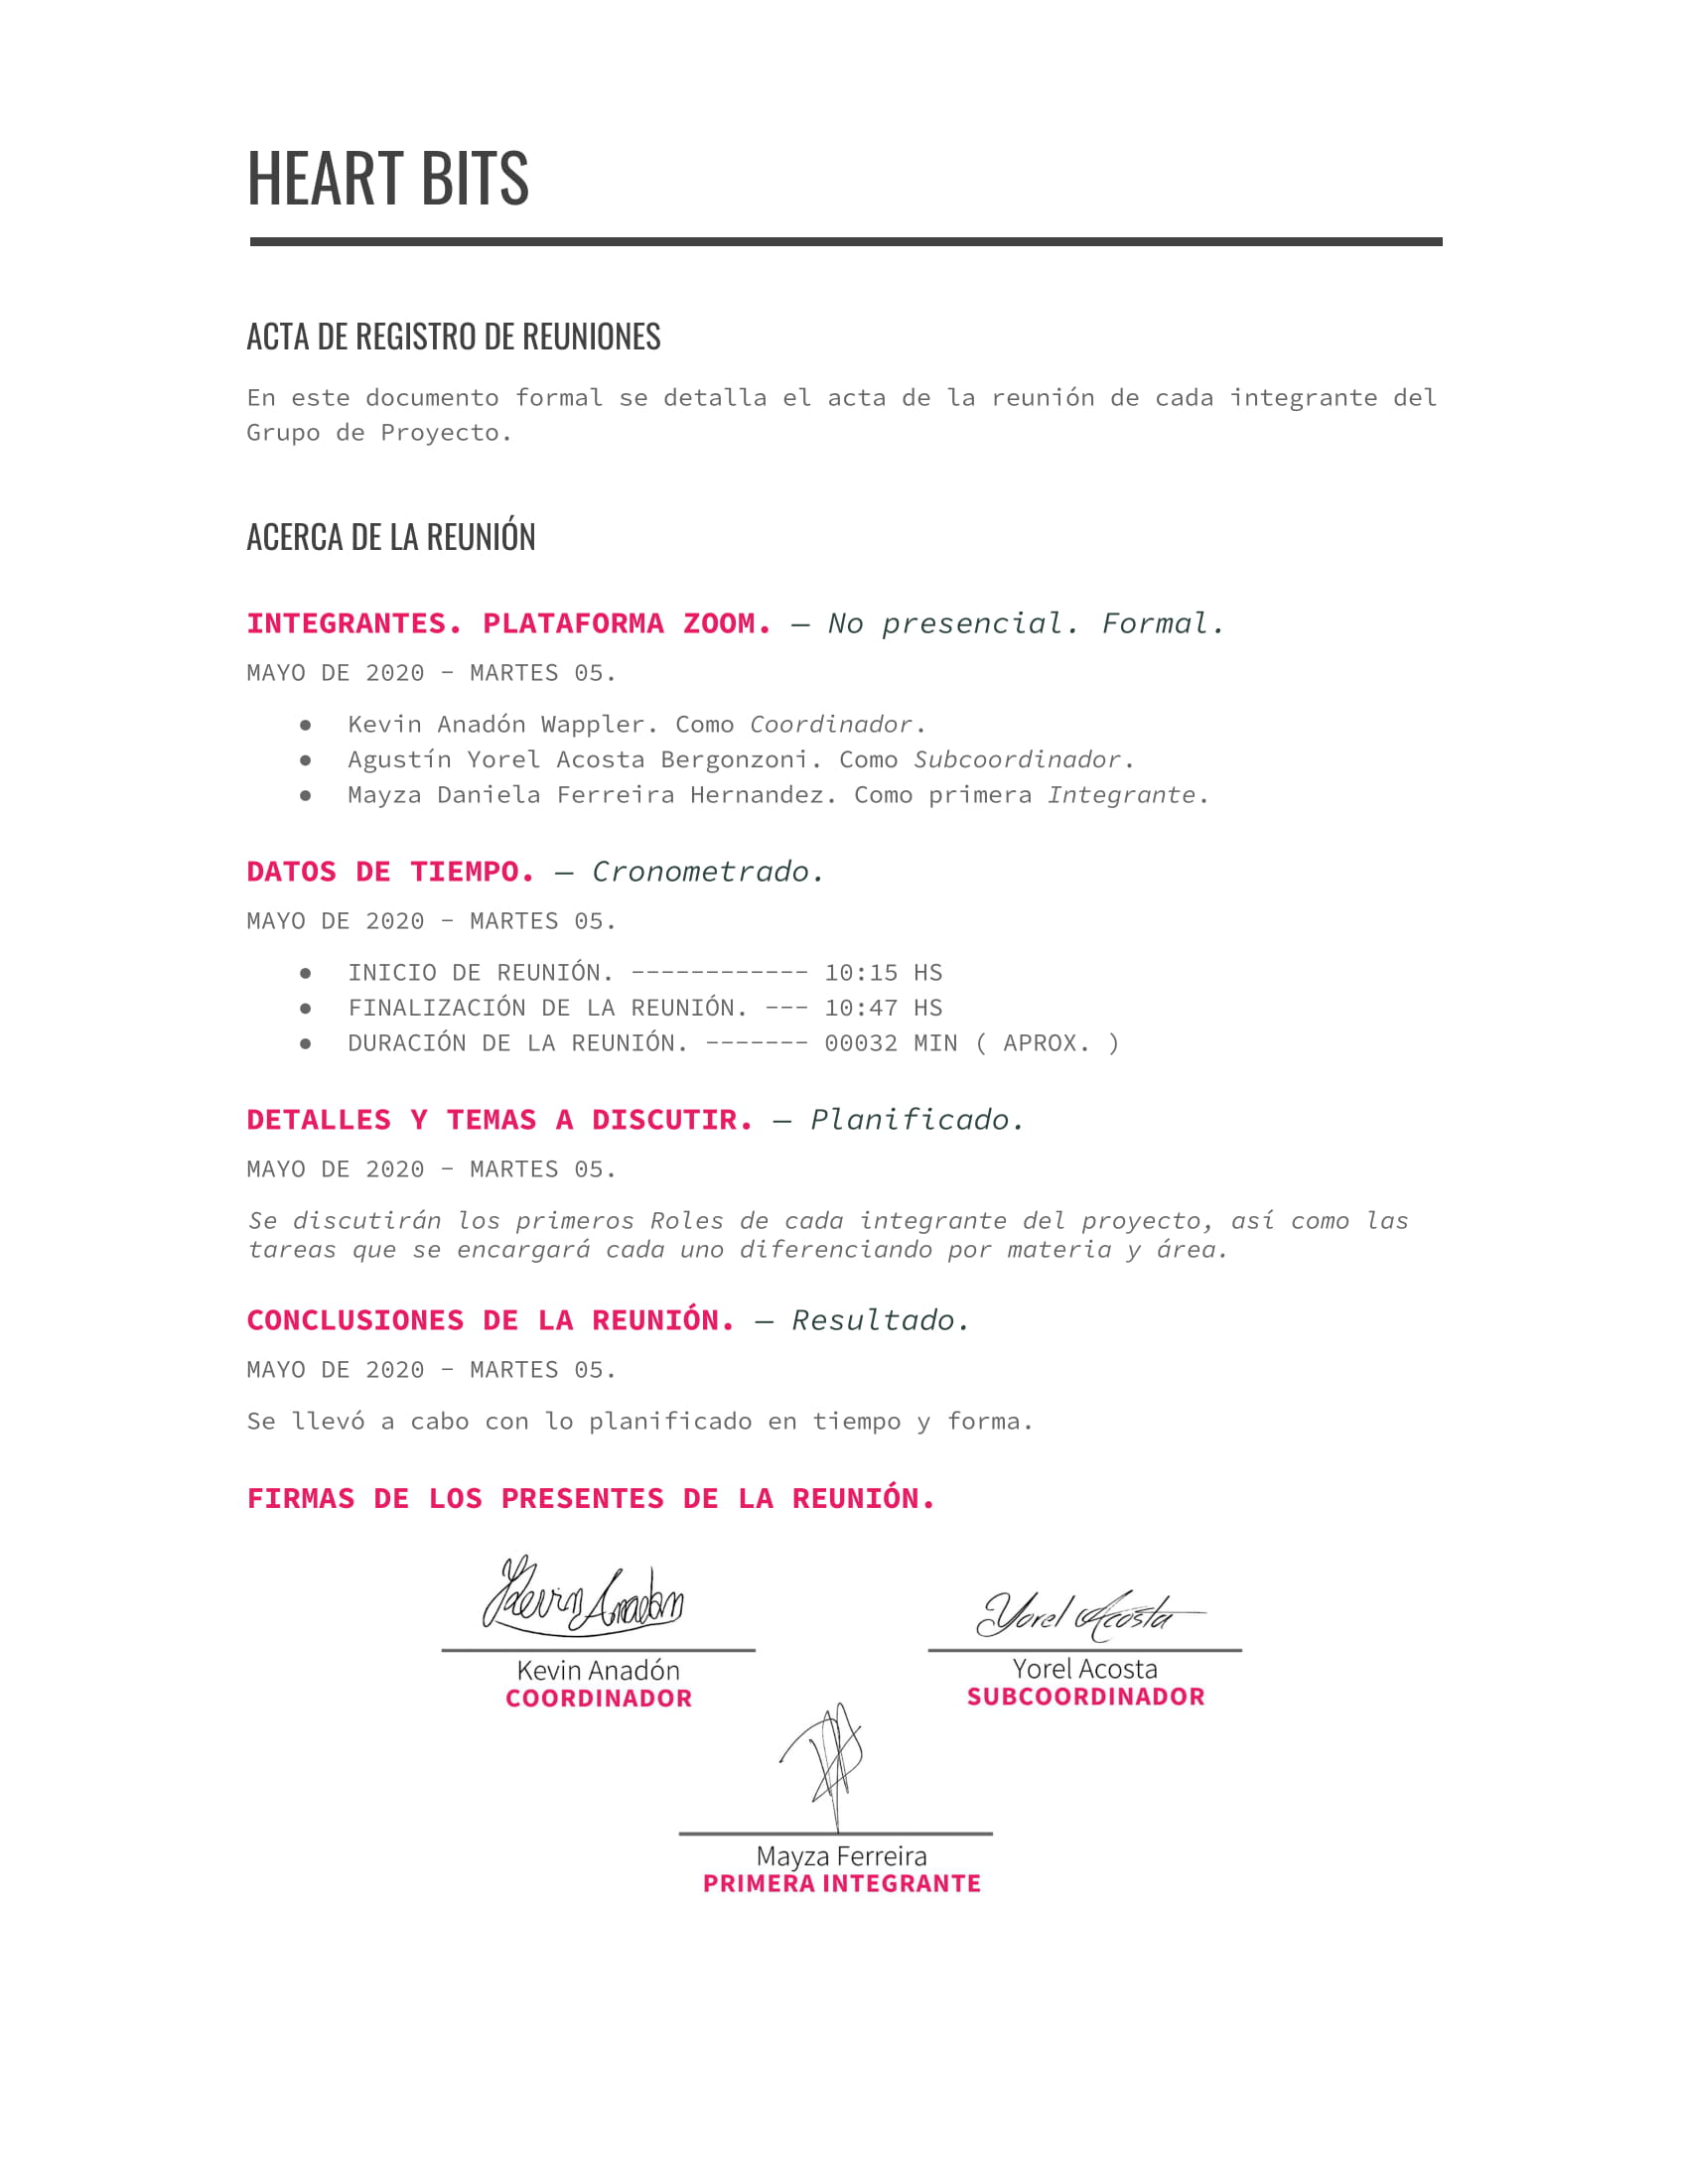 HEART BITS
ACTA DE REGISTRO DE REUNIONES
En este documento formal se detalla el acta de la reunión de cada integrante del
Grupo de Proyecto.
ACERCA DE LA REUNIÓN
INTEGRANTES. PLATAFORMA ZOOM. — No presencial. Formal.
MAYO DE 2020 - MARTES 05.
● Kevin Anadón Wappler. Como Coordinador.
● Agustín Yorel Acosta Bergonzoni. Como Subcoordinador.
● Mayza Daniela Ferreira Hernandez. Como primera Integrante.
DATOS DE TIEMPO. — Cronometrado.
MAYO DE 2020 - MARTES 05.
● INICIO DE REUNIÓN. ------------ 10:15 HS
● FINALIZACIÓN DE LA REUNIÓN. --- 10:47 HS
● DURACIÓN DE LA REUNIÓN. ------- 00032 MIN ( APROX. )
DETALLES Y TEMAS A DISCUTIR. — Planificado.
MAYO DE 2020 - MARTES 05.
Se discutirán los primeros Roles de cada integrante del proyecto, así como las
tareas que se encargará cada uno diferenciando por materia y área.
CONCLUSIONES DE LA REUNIÓN. — Resultado.
MAYO DE 2020 - MARTES 05.
Se llevó a cabo con lo planificado en tiempo y forma.
FIRMAS DE LOS PRESENTES DE LA REUNIÓN.
Kevin Anadón
Yorel Acosta
Kevin Anadón
COORDINADOR
Yorel Acosta
SUBCOORDINADOR
Mayza Ferreira
PRIMERA INTEGRANTE